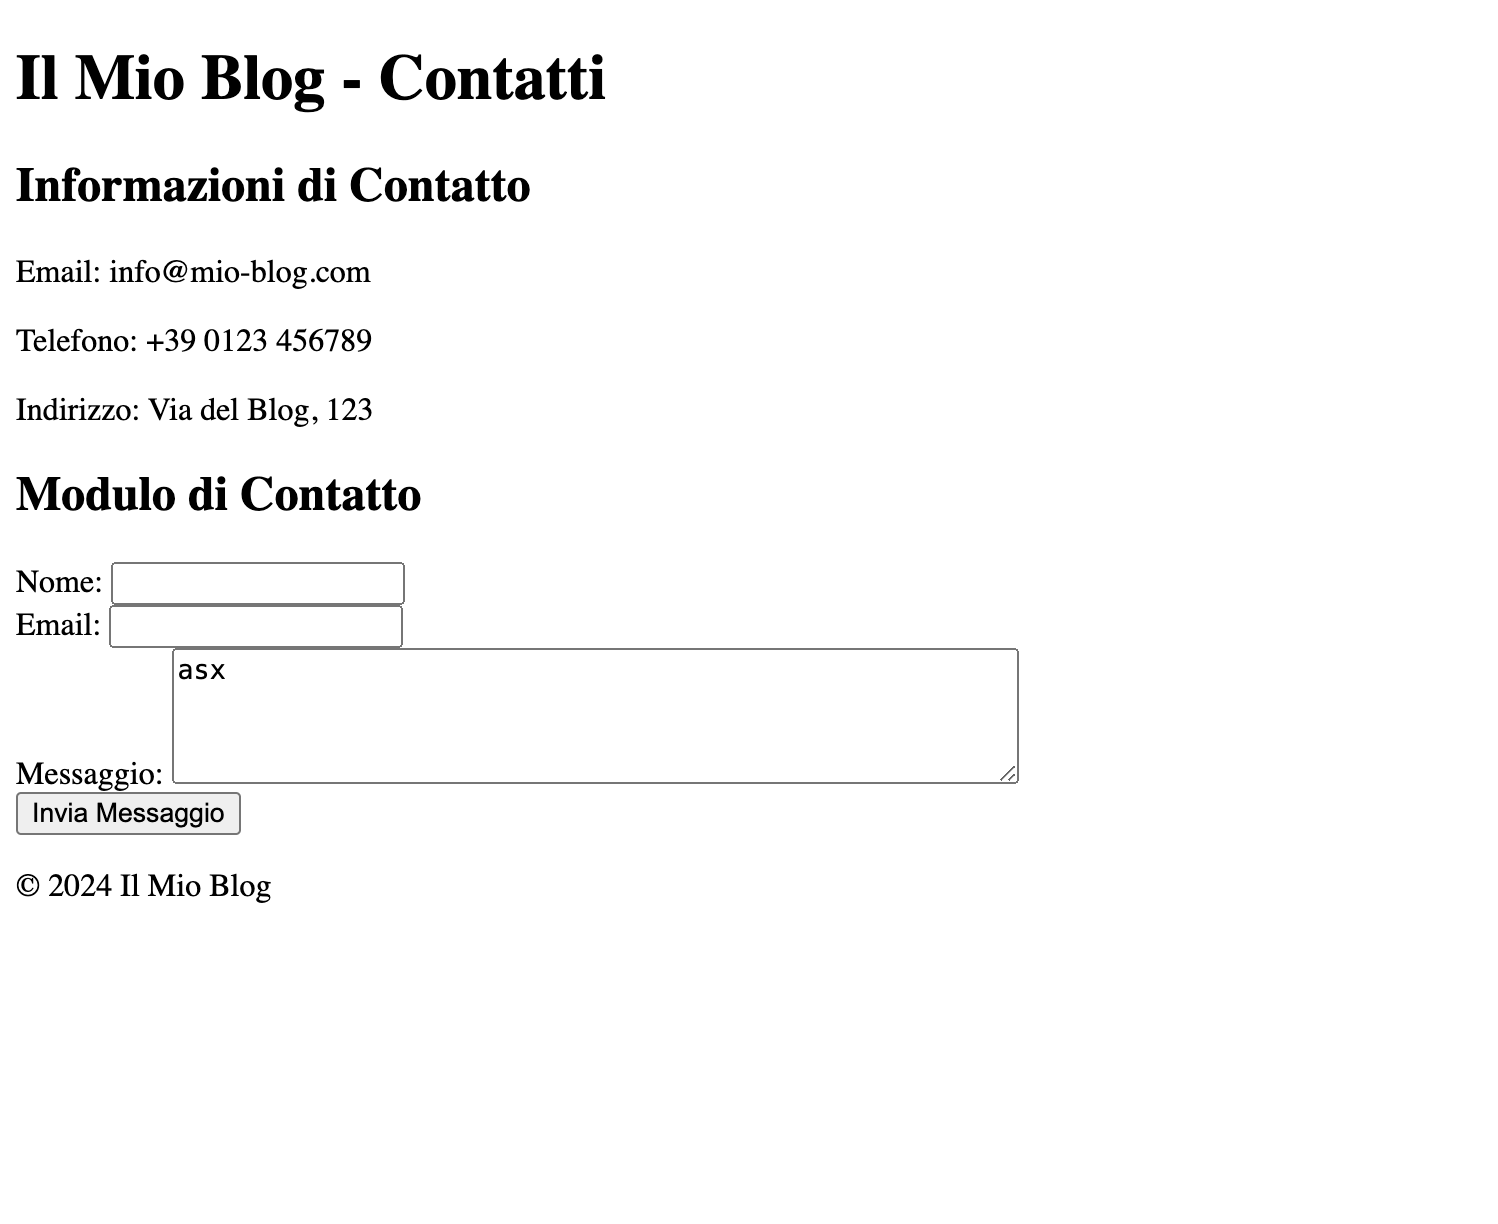 Il Mio Blog - Contatti
Informazioni di Contatto
Email: info@mio-blog.com
Telefono: +39 0123 456789
Indirizzo: Via del Blog, 123
Modulo di Contatto
Nome:
Email:
asx
Messaggio:
Invia Messaggio
© 2024 Il Mio Blog